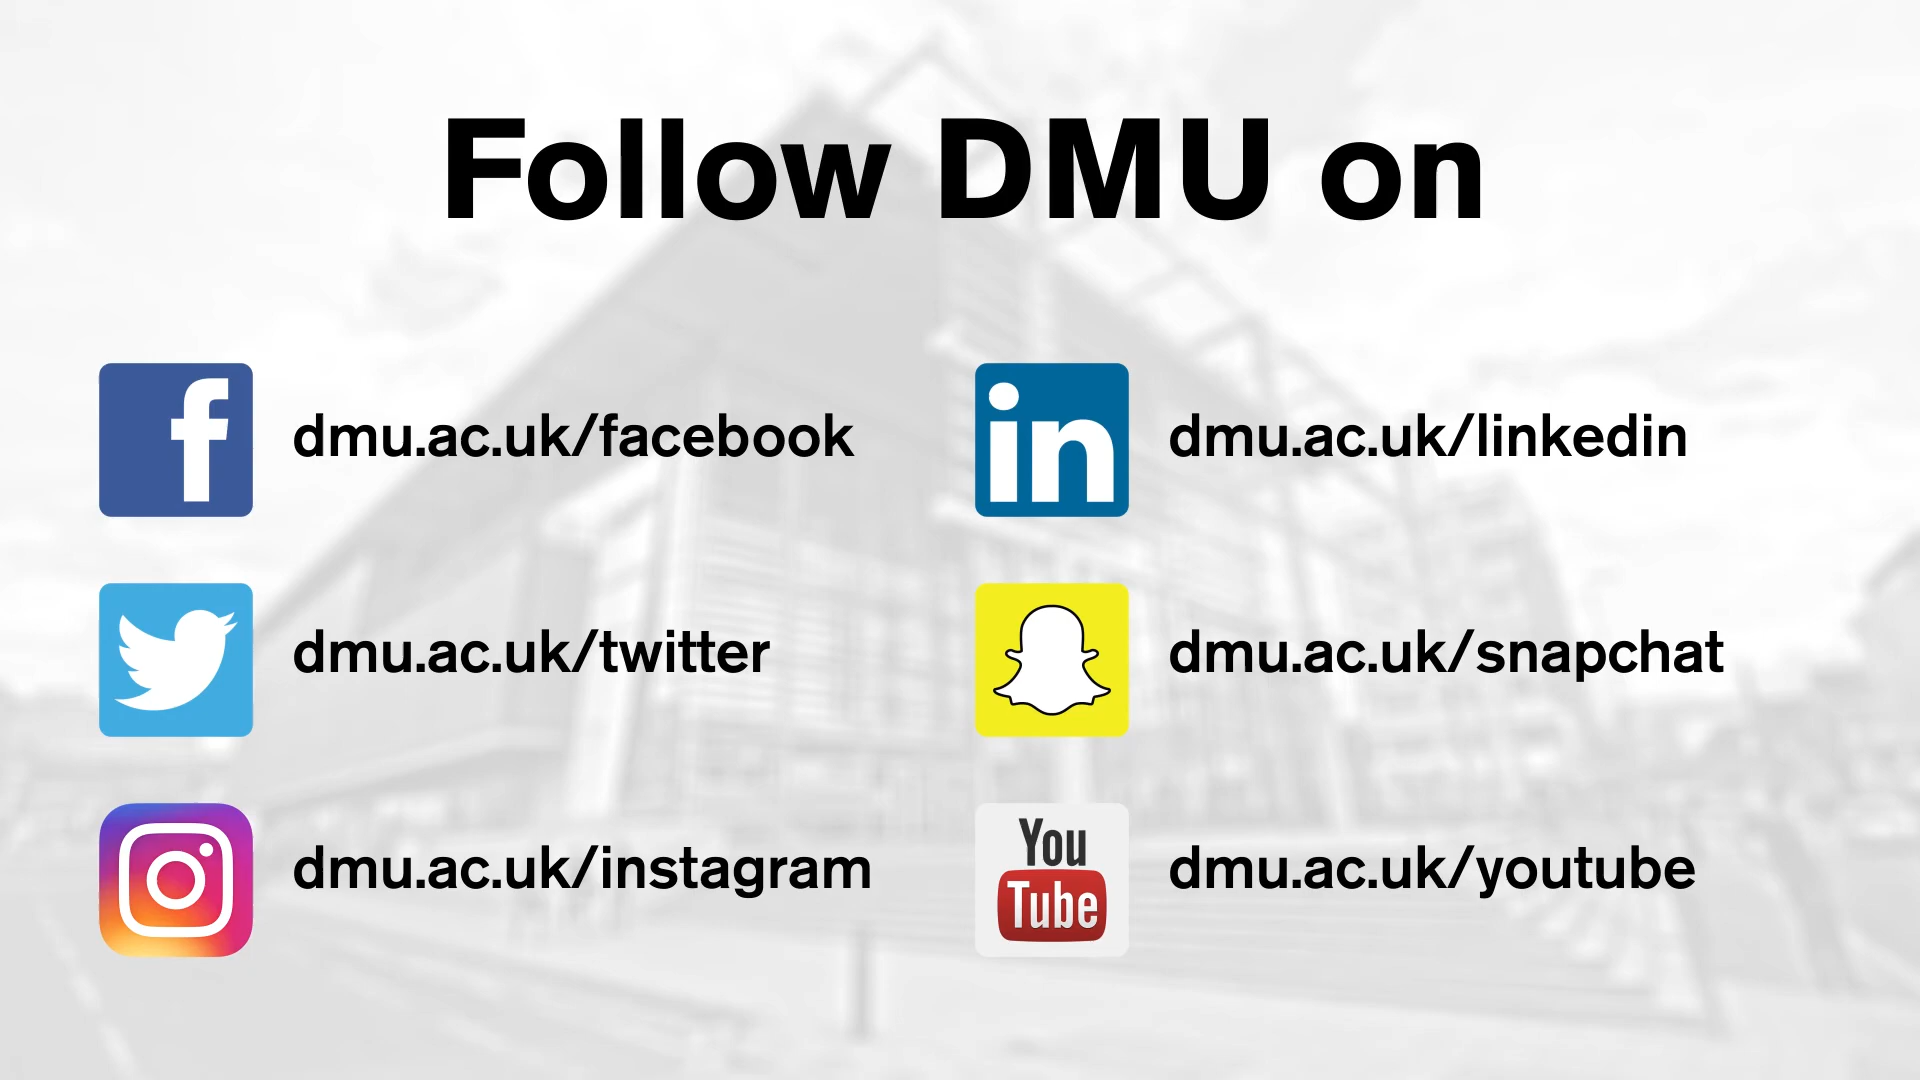 Follow DMU on
dmu.ac.uk/facebook
dmu.ac.uk/twitter
dmu.ac.uk/instagram
in
dmu.ac.uk/linkedin
dmu.ac.uk/snapchat
You
Tube
dmu.ac.uk/youtube